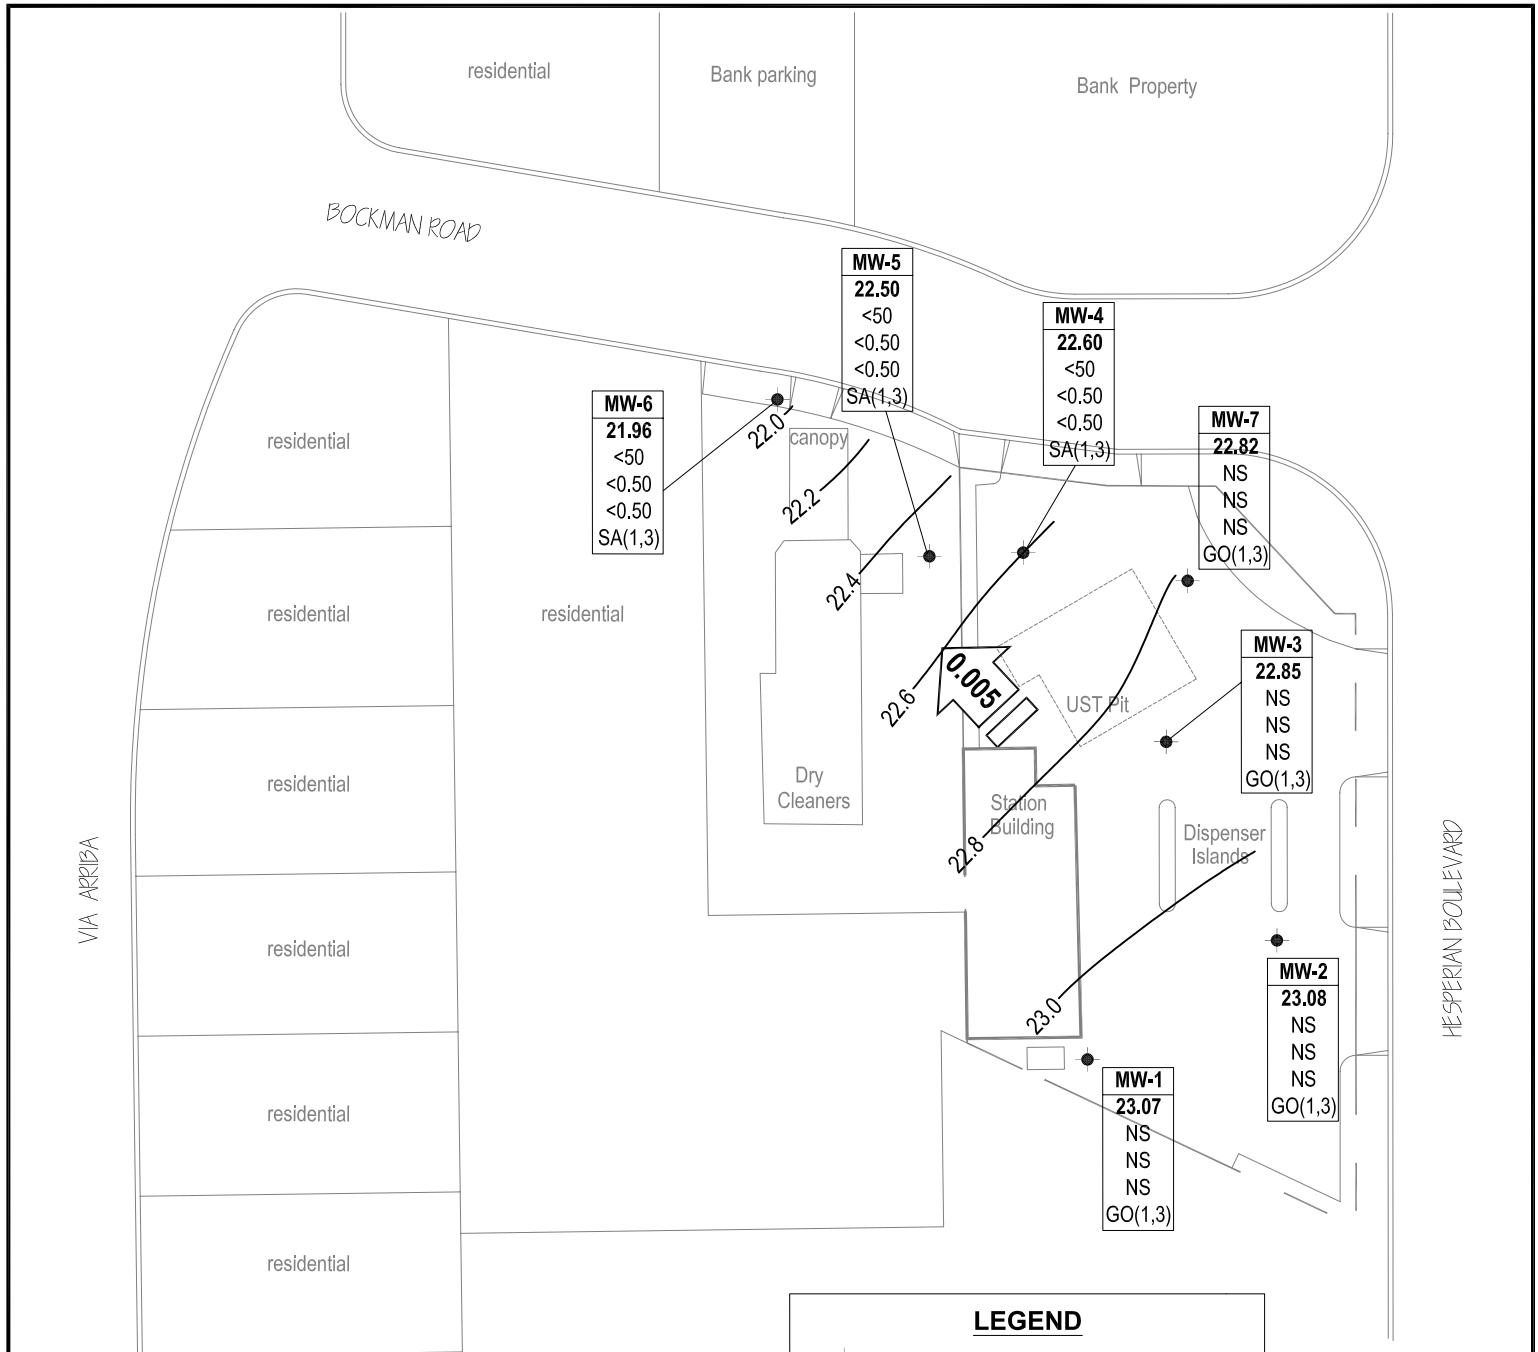 residential
Bank parking
Bank Property
BOCKMAN ROAD
MW-5
22.50
<50
<0.50
<0.50
SA(1,3)
MW-4
22.60
<50
<0.50
<0.50
SA(1,3)
MW-6
21.96
<50
<0.50
<0.50
SA(1,3)
MW-7
22.82
NS
NS
NS
GO(1,3)
22.0
canopy
residential
22.2
22.4
residential
residential
MW-3
22.85
NS
NS
NS
GO(1,3)
0.005
22.6
UST Pit
residential
Dry
Cleaners
Station
Building
22.8
Dispenser
Islands
VIA ARRIBA
HESPERIAN BOULEVARD
residential
MW-2
23.08
NS
NS
NS
GO(1,3)
23.0
MW-1
23.07
NS
NS
NS
GO(1,3)
residential
residential
LEGEND